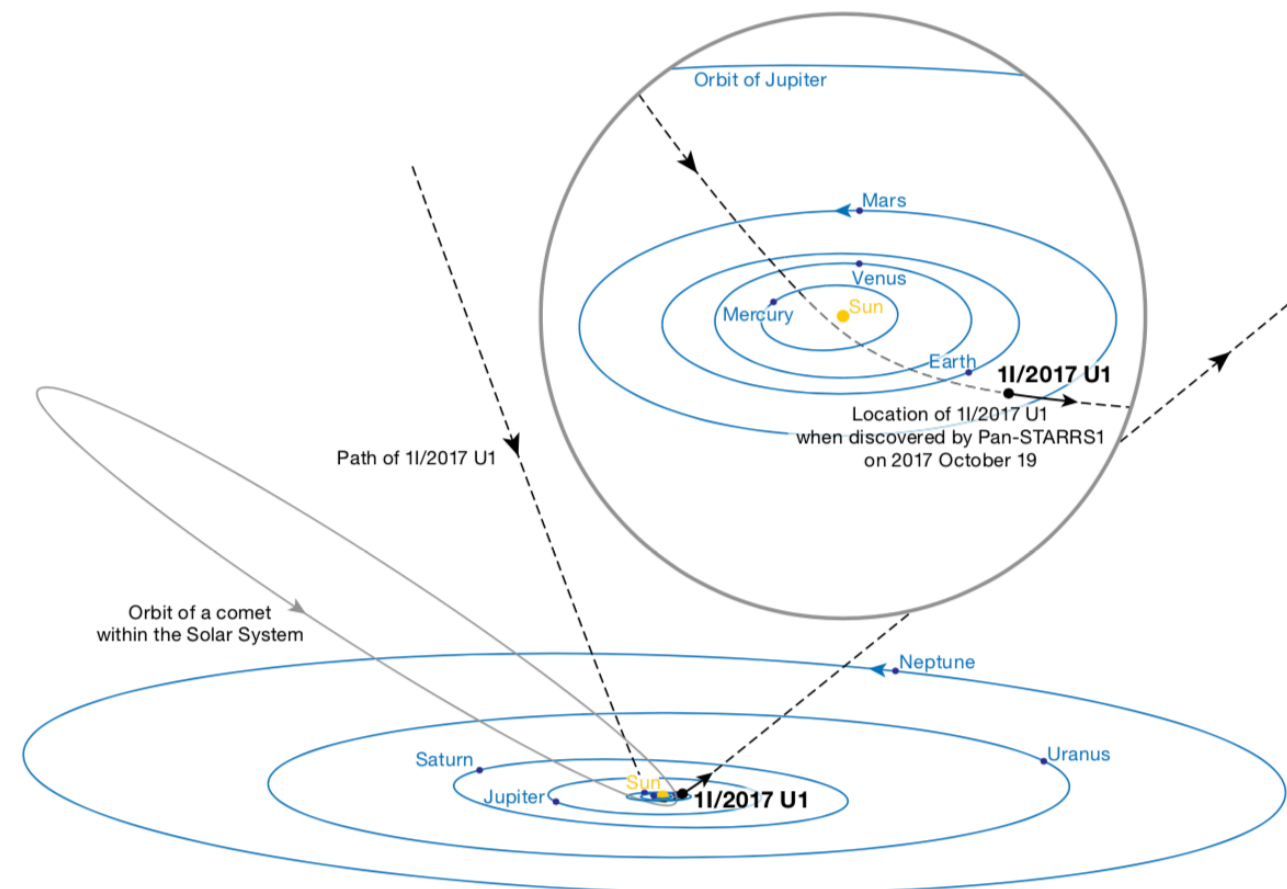 Orbit of Jupiter
Mars
Venus
Sun
Mercury
Earth
1I/2017 U1
Location of 1I/2017 U1
when discovered by Pan-STARRS1
on 2017 October 19
Path of 1I/2017 U1
Orbit of a comet
within the Solar System
Neptune
Saturn
Uranus
Sun
Jupiter
1I/2017 U1